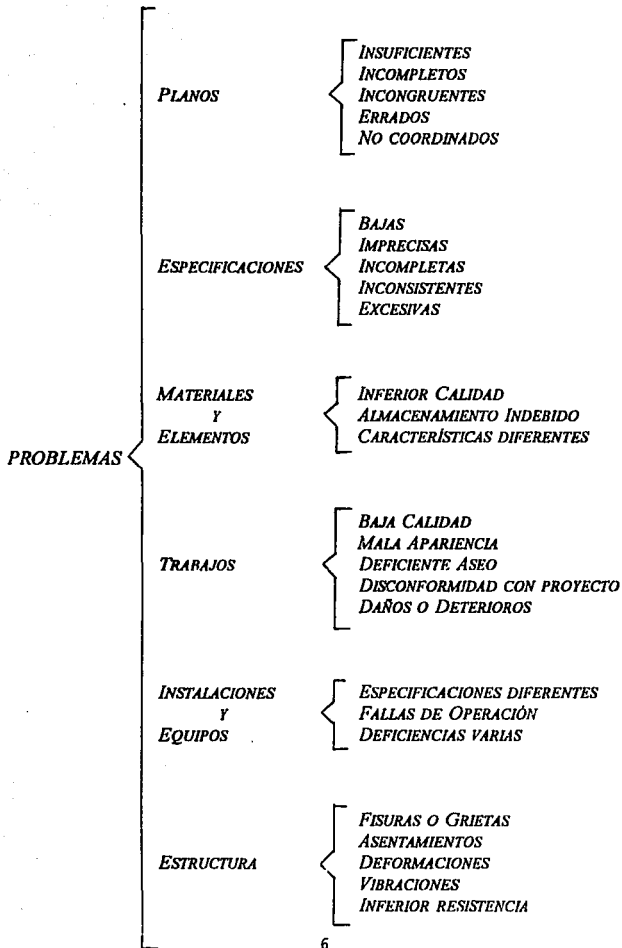 PROBLEMAS
PLANOS
INSUFICIENTES
INCOMPLETOS
INCONGRUENTES
ERRADOS
NO COORDINADOS
ESPECIFICACIONES
BAJAS
IMPRECISAS
INCOMPLETAS
INCONSISTENTES
EXCESIVAS
MATERIALES
Y
ELEMENTOS
INFERIOR CALIDAD
ALMACENAMIENTO INDEBIDO
CARACTERÍSTICAS DIFERENTES
TRABAJOS
BAJA CALIDAD
MALA APARIENCIA
DEFICIENTE ASEO
DISCONFORMIDAD CON PROYECTO
DAÑOS O DETERIOROS
INSTALACIONES
Y
EQUIPOS
ESPECIFICACIONES DIFERENTES
FALLAS DE OPERACIÓN
DEFICIENCIAS VARIAS
ESTRUCTURA
FISURAS O GRIETAS
ASENTAMIENTOS
DEFORMACIONES
VIBRACIONES
INFERIOR RESISTENCIA
6